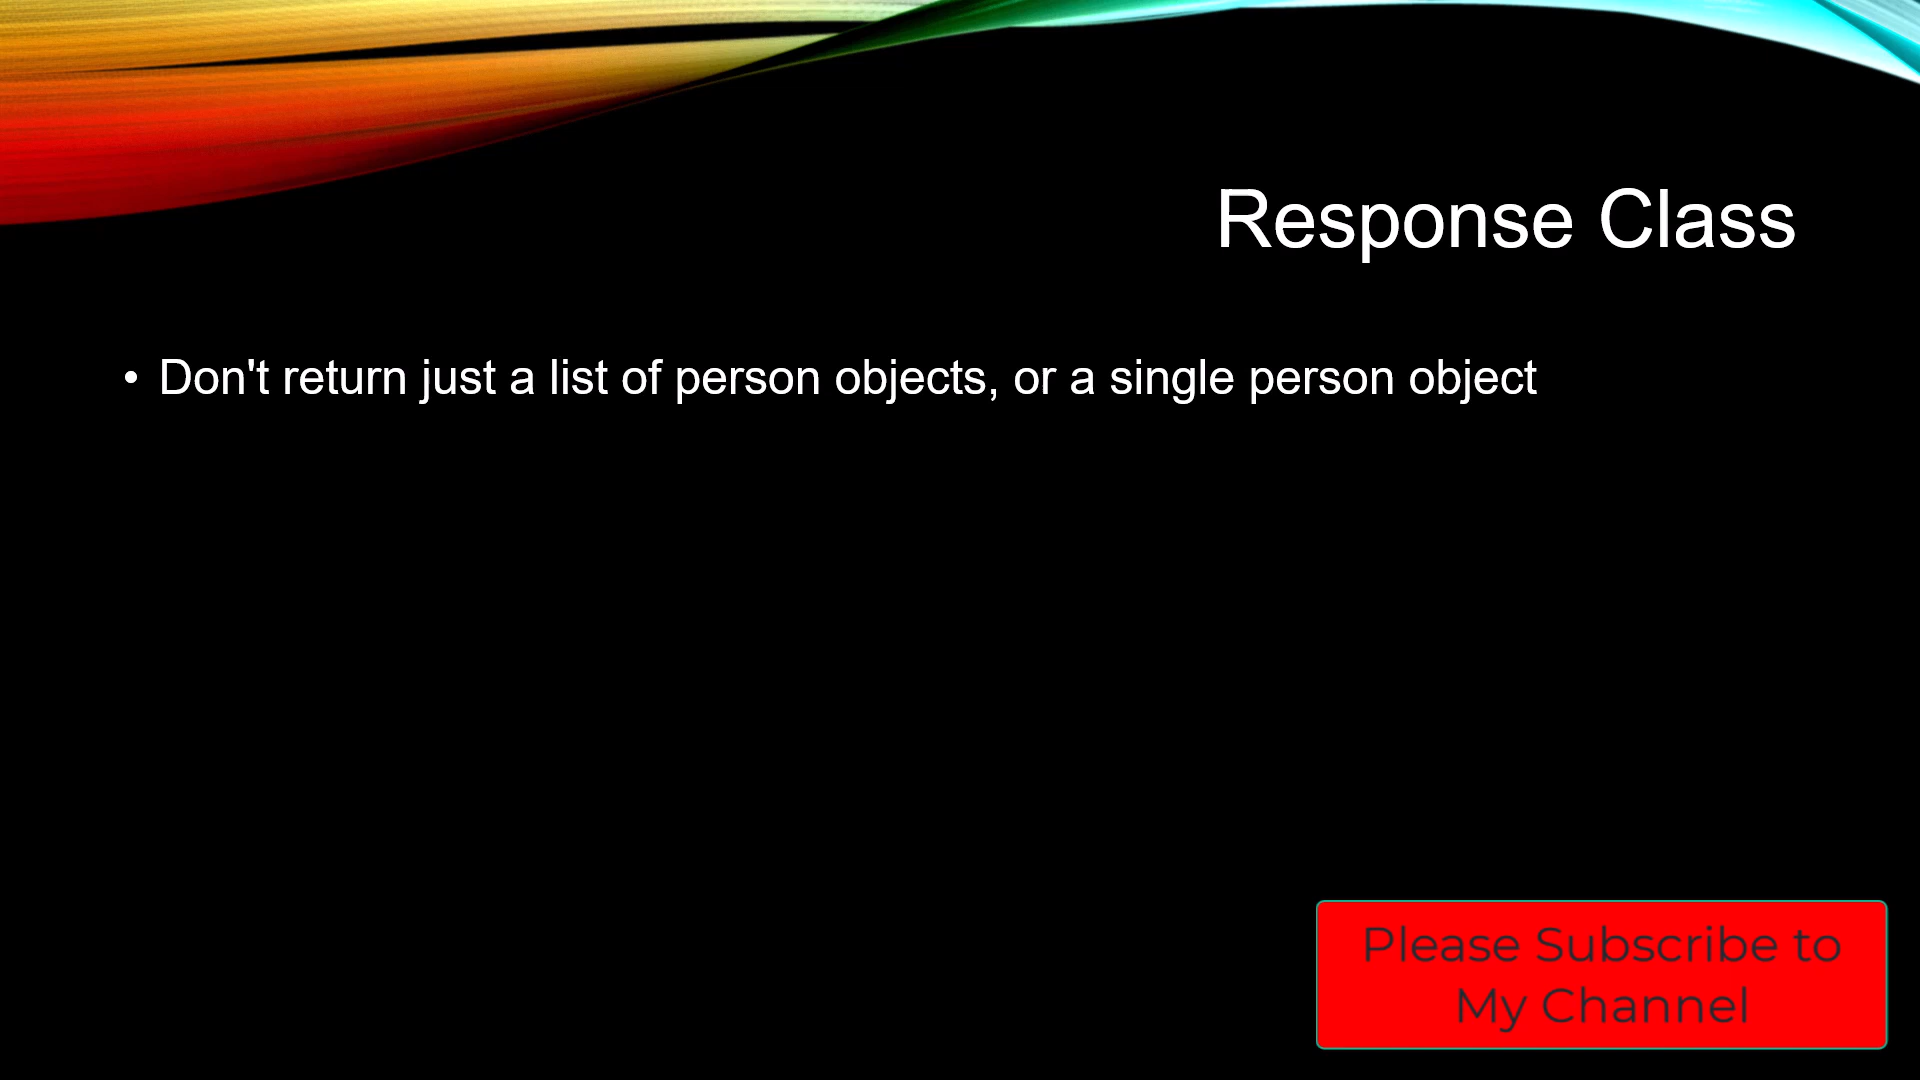 Response Class
• Don't return just a list of person objects, or a single person object
Please Subscribe to
My Channel